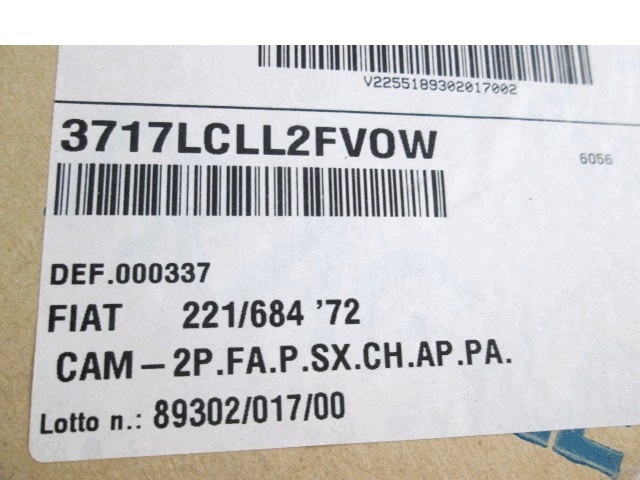 V2255189302017002
3717LCLL2FVOW
6056
DEF.000337
FIAT 221/684 '72
CAM-2P.FA.P.SX.CH.AP.PA.
Lotto n.: 89302/017/00